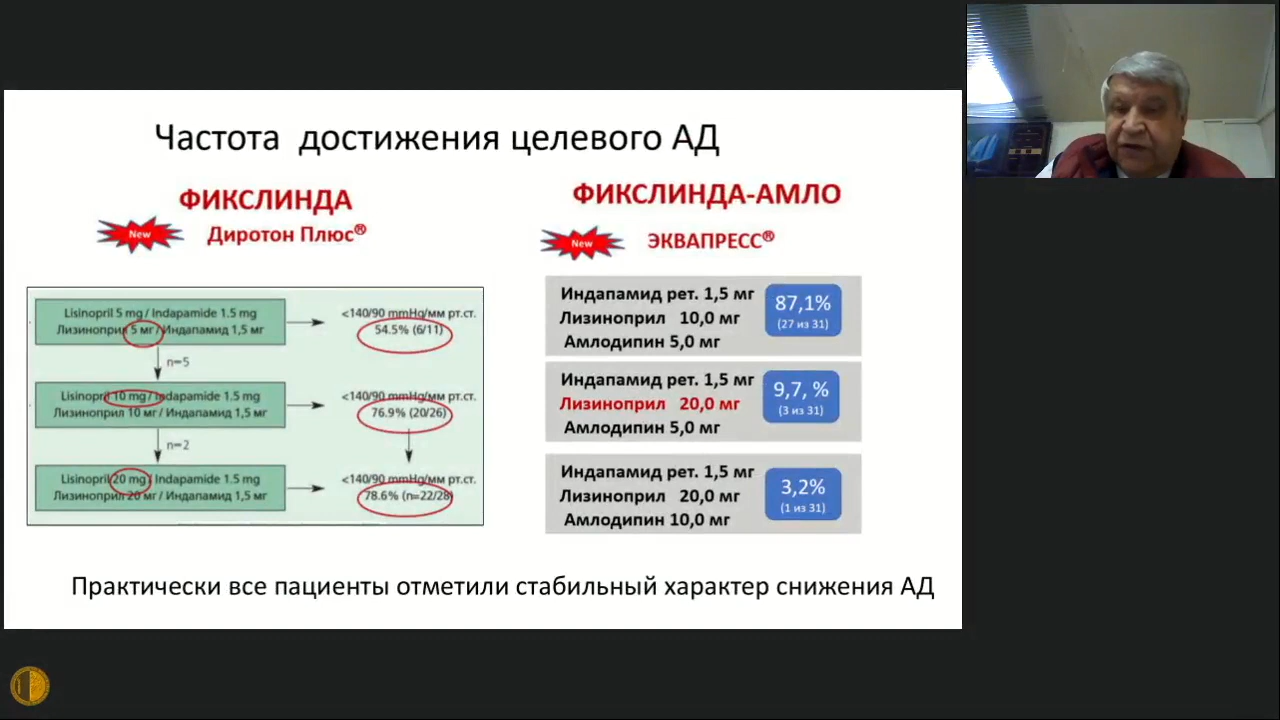 Частота достижения целевого АД
ФИКСЛИНДА
New
Диротон Плюс®
Lisinopril 5 mg / Indapamide 1.5 mg
Лизиноприл 5 мг / Индапамид 1,5 мг
<140/90 mmHg/мм рт.ст.
54.5% (6/11)
n=5
Lisinopril 10 mg / Indapamide 1.5 mg
Лизиноприл 10 мг / Индапамид 1,5 мг
<140/90 mmHg/мм рт.ст.
76.9% (20/26)
n=2
Lisinopril 20 mg / Indapamide 1.5 mg
Лизиноприл 20 мг / Индапамид 1,5 мг
<140/90 mmHg/мм рт.ст.
78.6% (n=22/28)
ФИКСЛИНДА-АМЛО
New
ЭКВАПРЕСС®
Индапамид рет. 1,5 мг
Лизиноприл 10,0 мг
Амлодипин 5,0 мг
87,1%
(27 из 31)
Индапамид рет. 1,5 мг
Лизиноприл 20,0 мг
Амлодипин 5,0 мг
9,7, %
(3 из 31)
Индапамид рет. 1,5 мг
Лизиноприл 20,0 мг
Амлодипин 10,0 мг
3,2%
(1 из 31)
Практически все пациенты отметили стабильный характер снижения АД